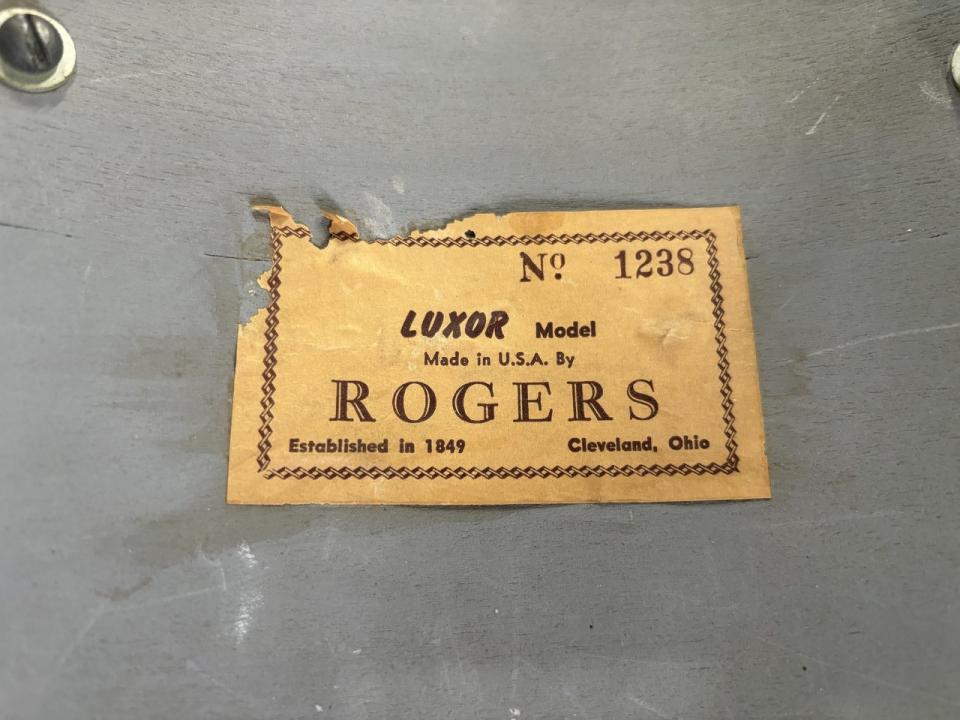 Nº 1238
LUXOR Model
Made in U.S.A. By
ROGERS
Established in 1849 Cleveland, Ohio